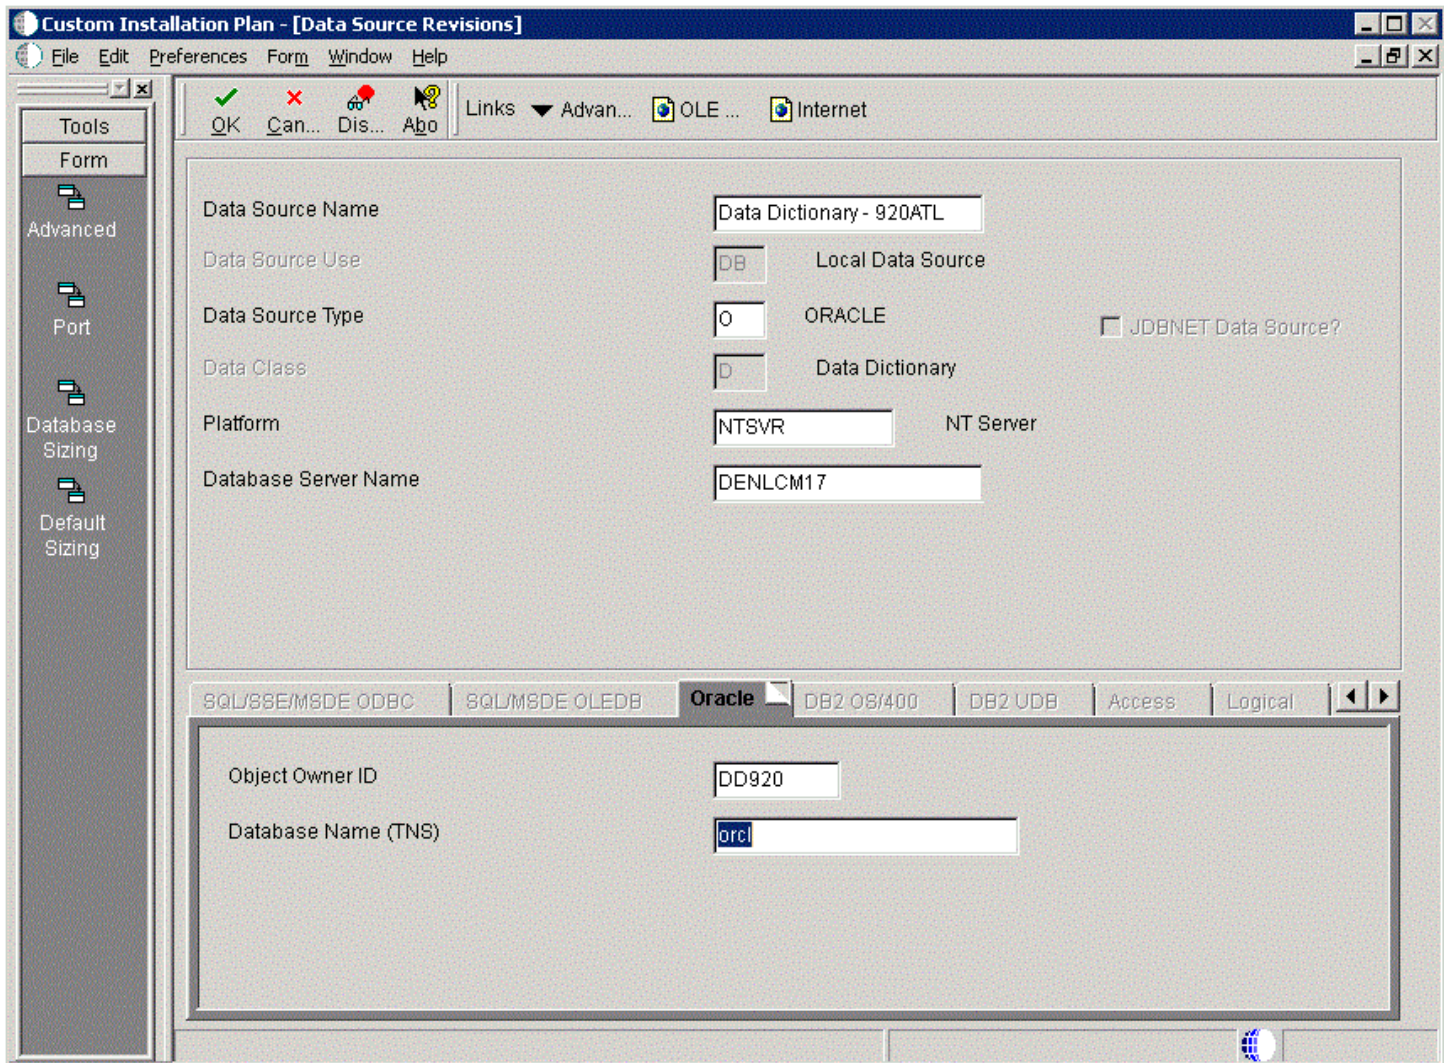 Custom Installation Plan - [Data Source Revisions]
File Edit Preferences Form Window Help
OK Can... Dis... Abo Links Advan... OLE ... Internet
Tools
Form
Advanced
Port
Database
Sizing
Default
Sizing
Data Source Name Data Dictionary - 920ATL
Data Source Use DB Local Data Source
Data Source Type O ORACLE JDBNET Data Source?
Data Class D Data Dictionary
Platform NTSVR NT Server
Database Server Name DENLCM17
SQL/SSE/MSDE ODBC SQL/MSDE OLEDB Oracle DB2 OS/400 DB2 UDB Access Logical
Object Owner ID DD920
Database Name (TNS) orcl